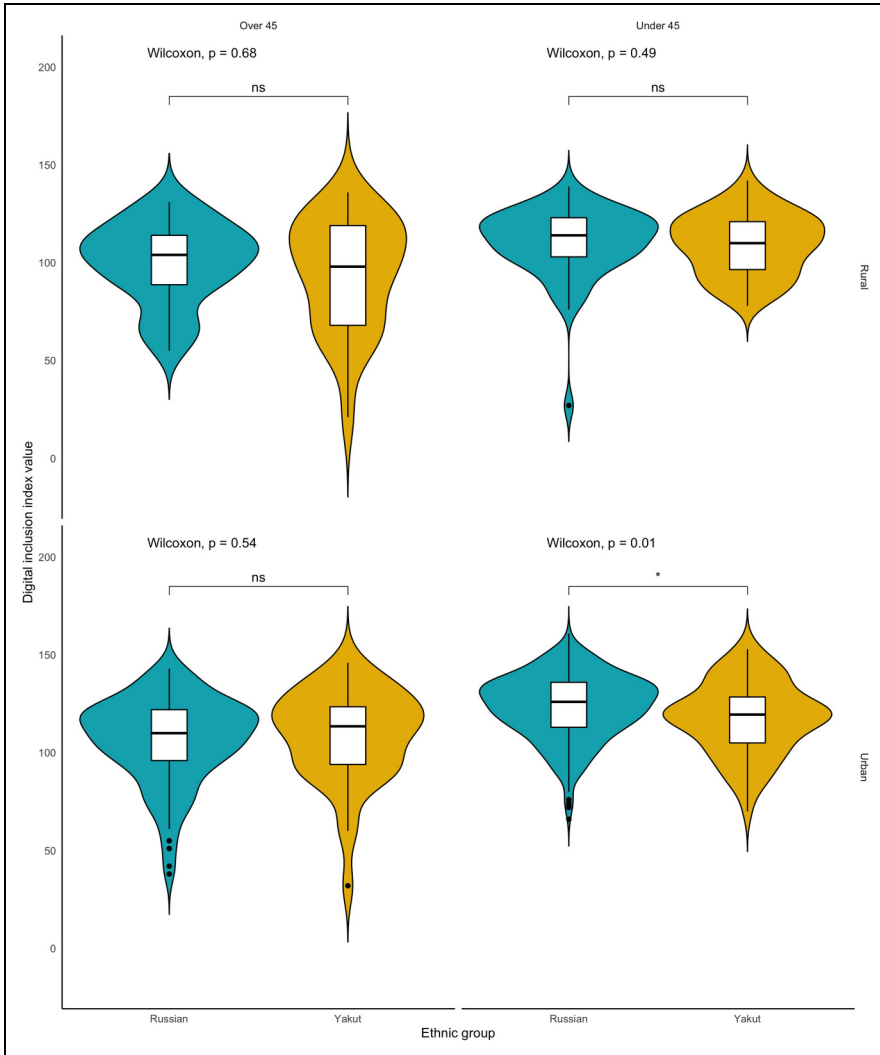 Over 45
Under 45
Wilcoxon, p = 0.68
Wilcoxon, p = 0.49
200
ns
ns
150
100
50
0
Rural
Digital inclusion index value
Wilcoxon, p = 0.54
Wilcoxon, p = 0.01
200
ns
*
150
100
50
0
Urban
Russian
Yakut
Russian
Yakut
Ethnic group